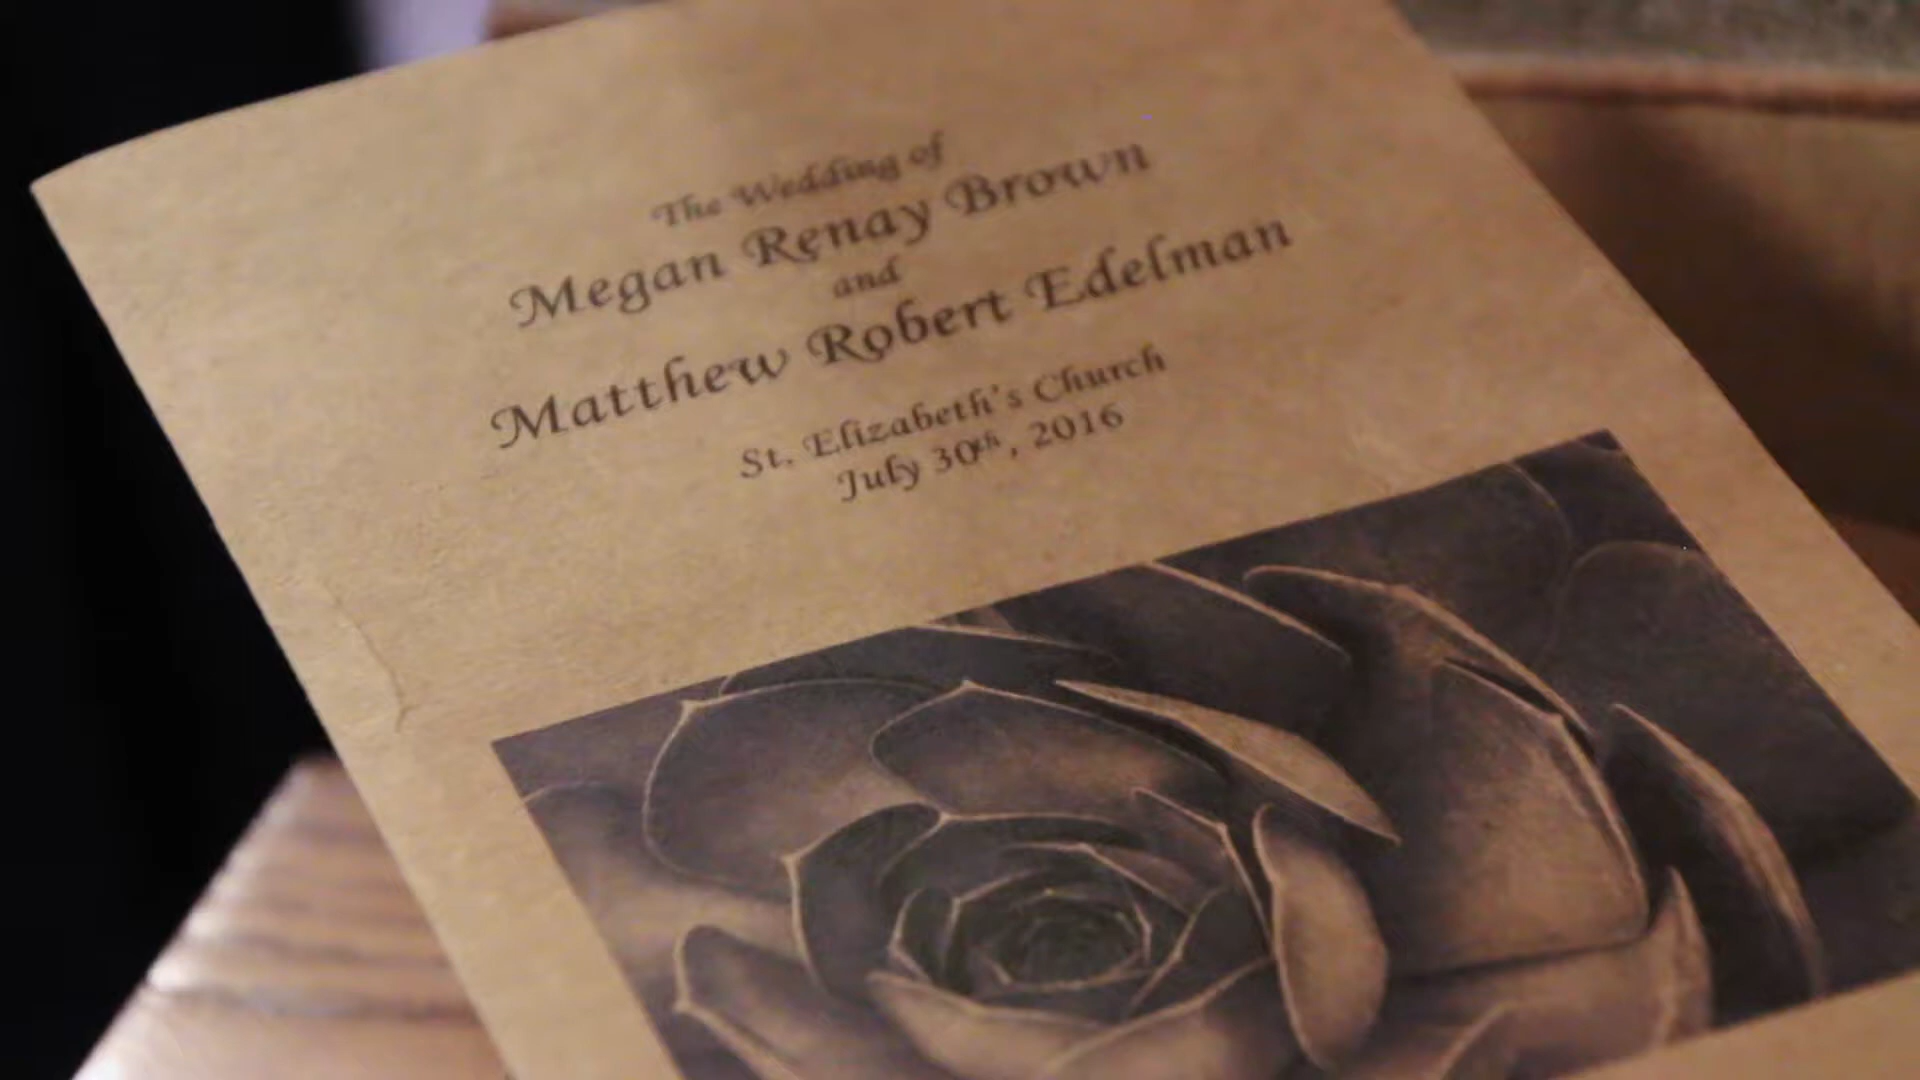 The Wedding of
Megan Renay Brown
and
Matthew Robert Edelman
St. Elizabeth's Church
July 30th, 2016